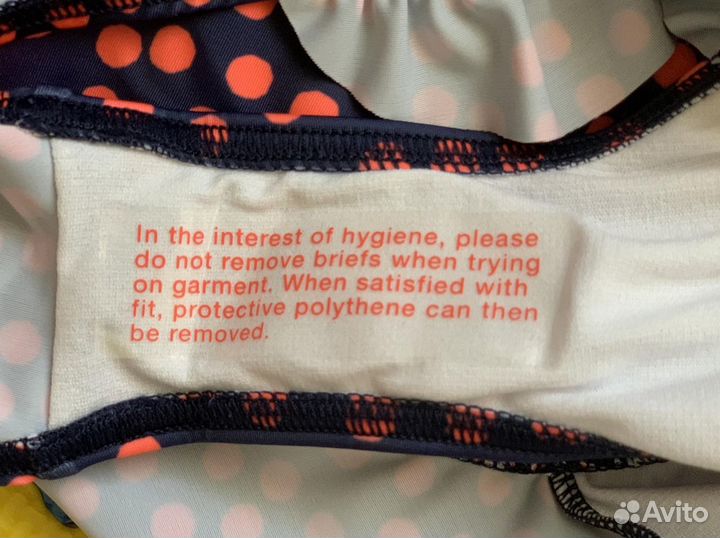 In the interest of hygiene, please
do not remove briefs when trying
on garment. When satisfied with
fit, protective polythene can then
be removed.
Avito